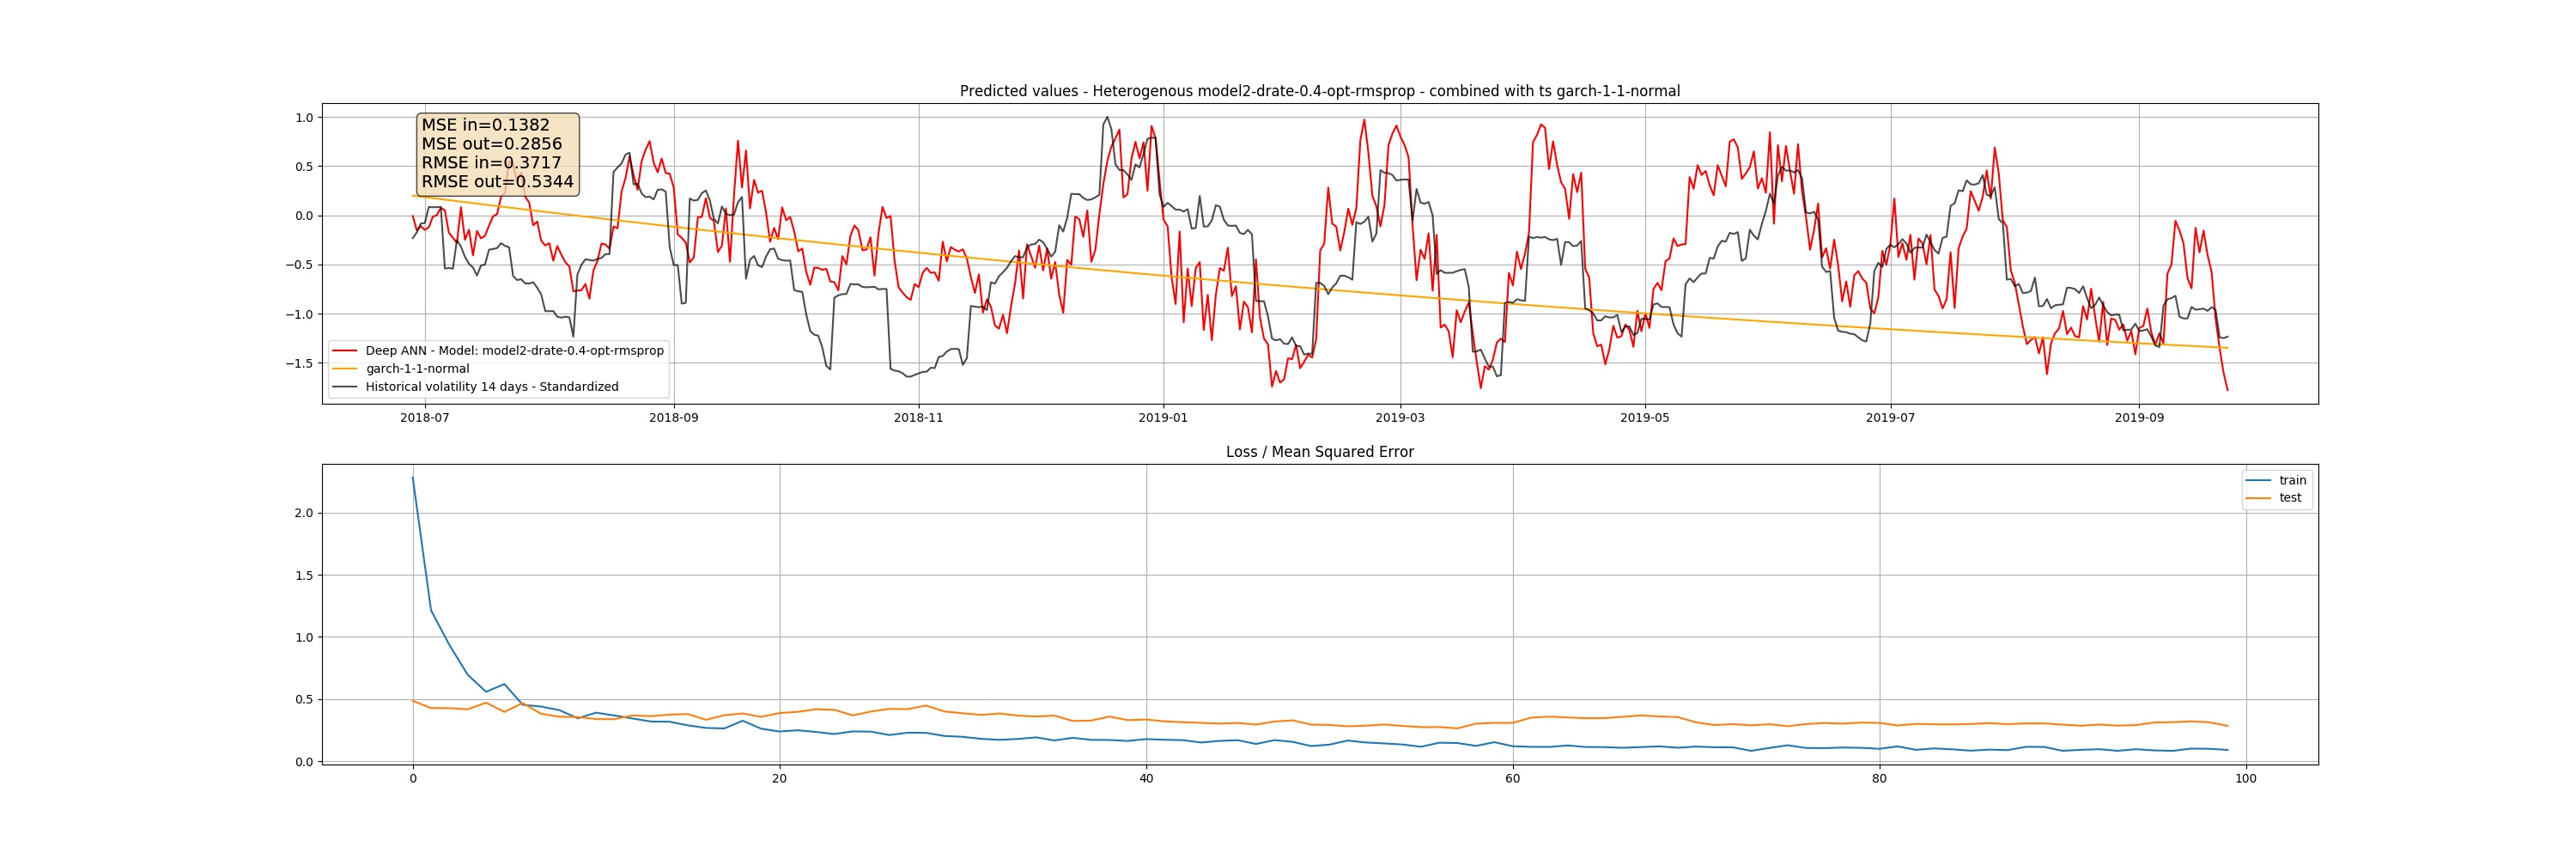 Predicted values - Heterogenous model2-drate-0.4-opt-rmsprop - combined with ts garch-1-1-normal
1.0
0.5
0.0
−0.5
−1.0
−1.5
MSE in=0.1382
MSE out=0.2856
RMSE in=0.3717
RMSE out=0.5344
Deep ANN - Model: model2-drate-0.4-opt-rmsprop
garch-1-1-normal
Historical volatility 14 days - Standardized
2018-07 2018-09 2018-11 2019-01 2019-03 2019-05 2019-07 2019-09
Loss / Mean Squared Error
2.0
1.5
1.0
0.5
0.0
train
test
0 20 40 60 80 100